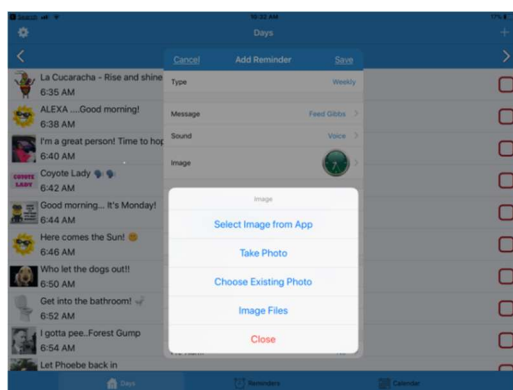 Search
10:32 AM
17%
Days
Cancel
Add Reminder
Save
La Cucaracha - Rise and shine
6:35 AM
Type
Weekly
ALEXA ....Good morning!
6:38 AM
Message
Feed Gibbs
Sound
Voice
I'm a great person! Time to hop
6:40 AM
Image
COYOTE
LADY
Coyote Lady
6:42 AM
Good morning... It's Monday!
6:44 AM
Image
Select Image from App
Here comes the Sun!
6:46 AM
Take Photo
Who let the dogs out!!
6:50 AM
Choose Existing Photo
Get into the bathroom!
6:52 AM
Image Files
I gotta pee..Forest Gump
6:54 AM
Close
Let Phoebe back in
Days
Reminders
Calendar